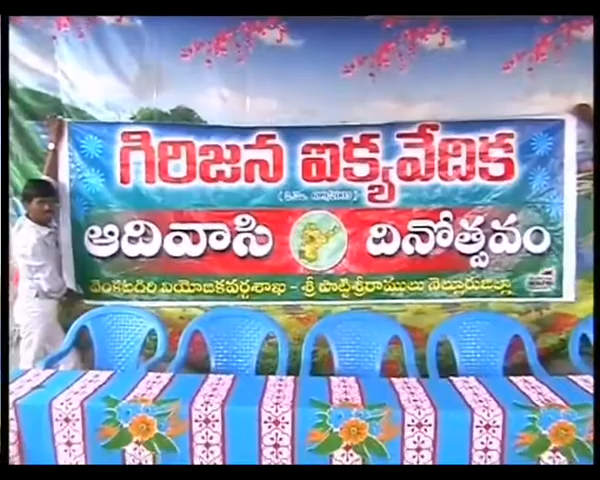 గిరిజన ఐక్యవేదిక
ఆదివాసి దినోత్సవం
వెంకటగిరి నియోజకవర్గశాఖ - శ్రీ పొట్టిశ్రీరాములు నెల్లూరుజిల్లా